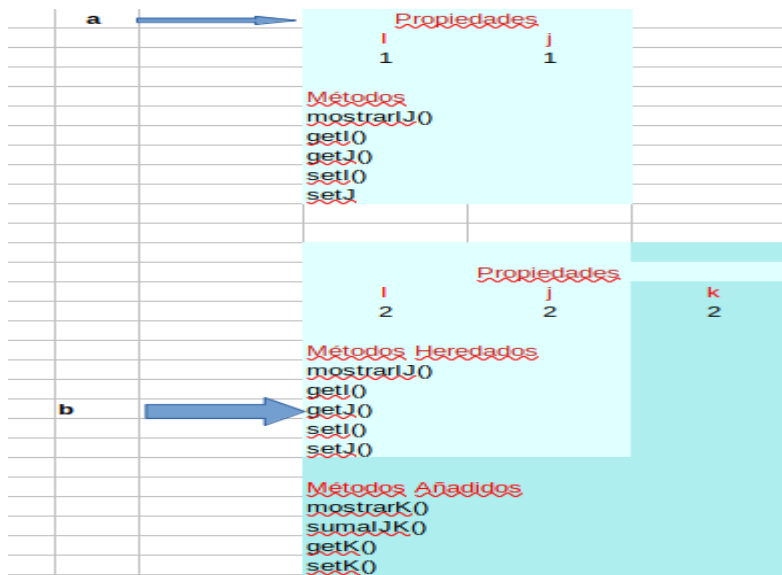 a Propiedades
I j
1 1
Métodos
mostrarIJ()
getI()
getJ()
setI()
setJ
Propiedades
I j k
2 2 2
Métodos Heredados
mostrarIJ()
getI()
b getJ()
setI()
setJ()
Métodos Añadidos
mostrarK()
sumaIJK()
getK()
setK()